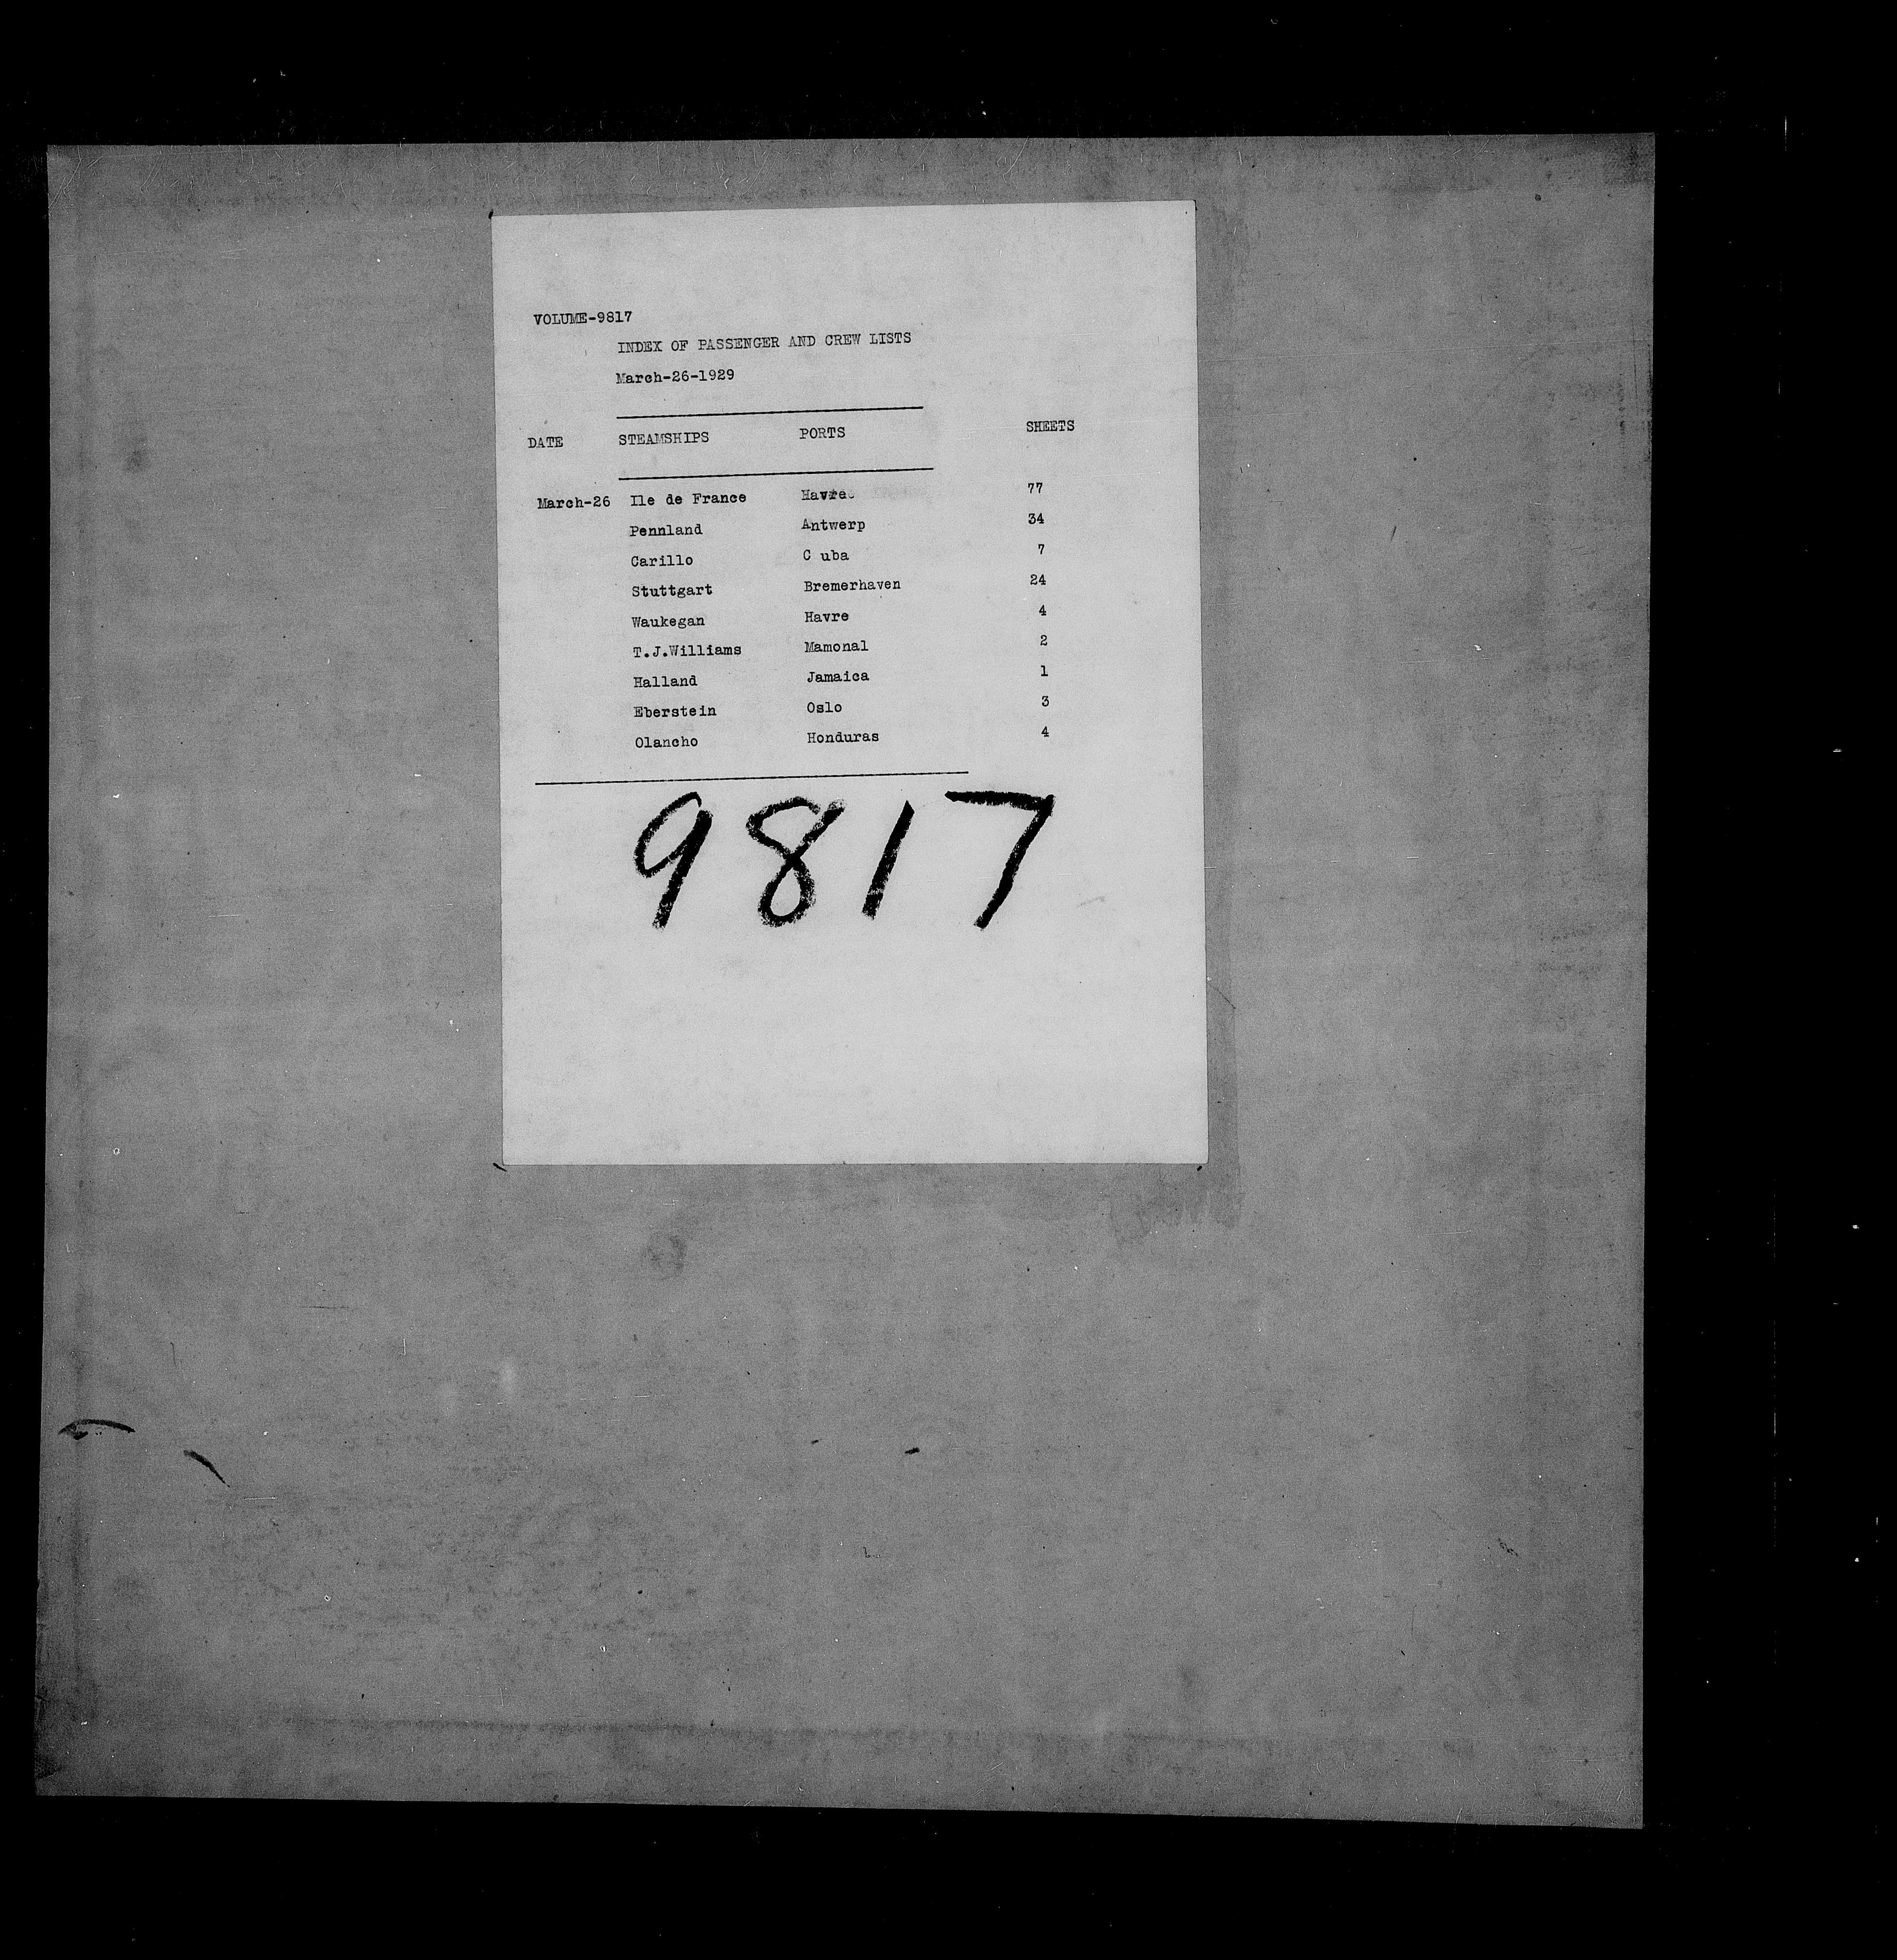 VOLUME-9817
INDEX OF PASSENGER AND CREW LISTS
March-26-1929
DATE STEAMSHIPS PORTS SHEETS
March-26 Ile de France Havre 77
Pennland Antwerp 34
Carillo C uba 7
Stuttgart Bremerhaven 24
Waukegan Havre 4
T.J.Williams Mamonal 2
Halland Jamaica 1
Eberstein Oslo 3
Olancho Honduras 4
9817